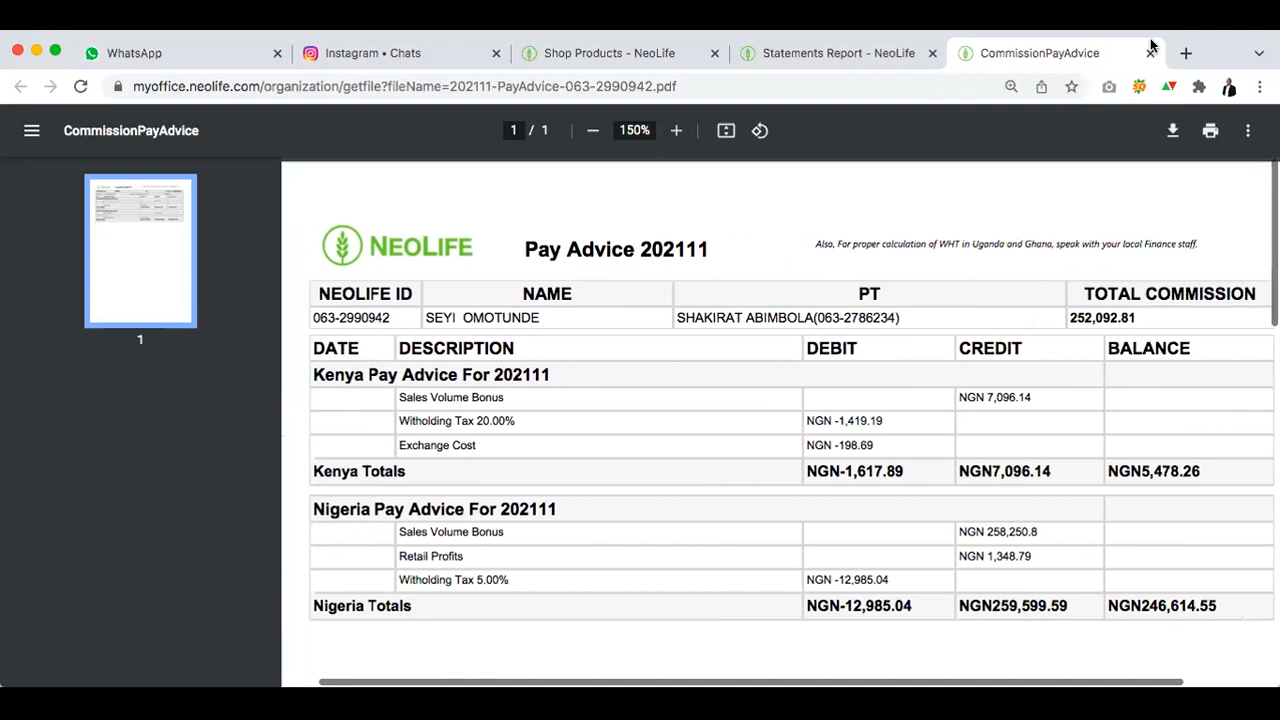 WhatsApp
Instagram • Chats
Shop Products - NeoLife
Statements Report - NeoLife
CommissionPayAdvice
myoffice.neolife.com/organization/getfile?fileName=202111-PayAdvice-063-2990942.pdf
CommissionPayAdvice
1 / 1
150%
NEOLIFE
Pay Advice 202111
Also, For proper calculation of WHT in Uganda and Ghana, speak with your local Finance staff.
NEOLIFE ID NAME PT TOTAL COMMISSION
063-2990942 SEYI OMOTUNDE SHAKIRAT ABIMBOLA(063-2786234) 252,092.81
DATE DESCRIPTION DEBIT CREDIT BALANCE
Kenya Pay Advice For 202111
Sales Volume Bonus NGN 7,096.14
Witholding Tax 20.00% NGN -1,419.19
Exchange Cost NGN -198.69
Kenya Totals NGN-1,617.89 NGN7,096.14 NGN5,478.26
Nigeria Pay Advice For 202111
Sales Volume Bonus NGN 258,250.8
Retail Profits NGN 1,348.79
Witholding Tax 5.00% NGN -12,985.04
Nigeria Totals NGN-12,985.04 NGN259,599.59 NGN246,614.55
1